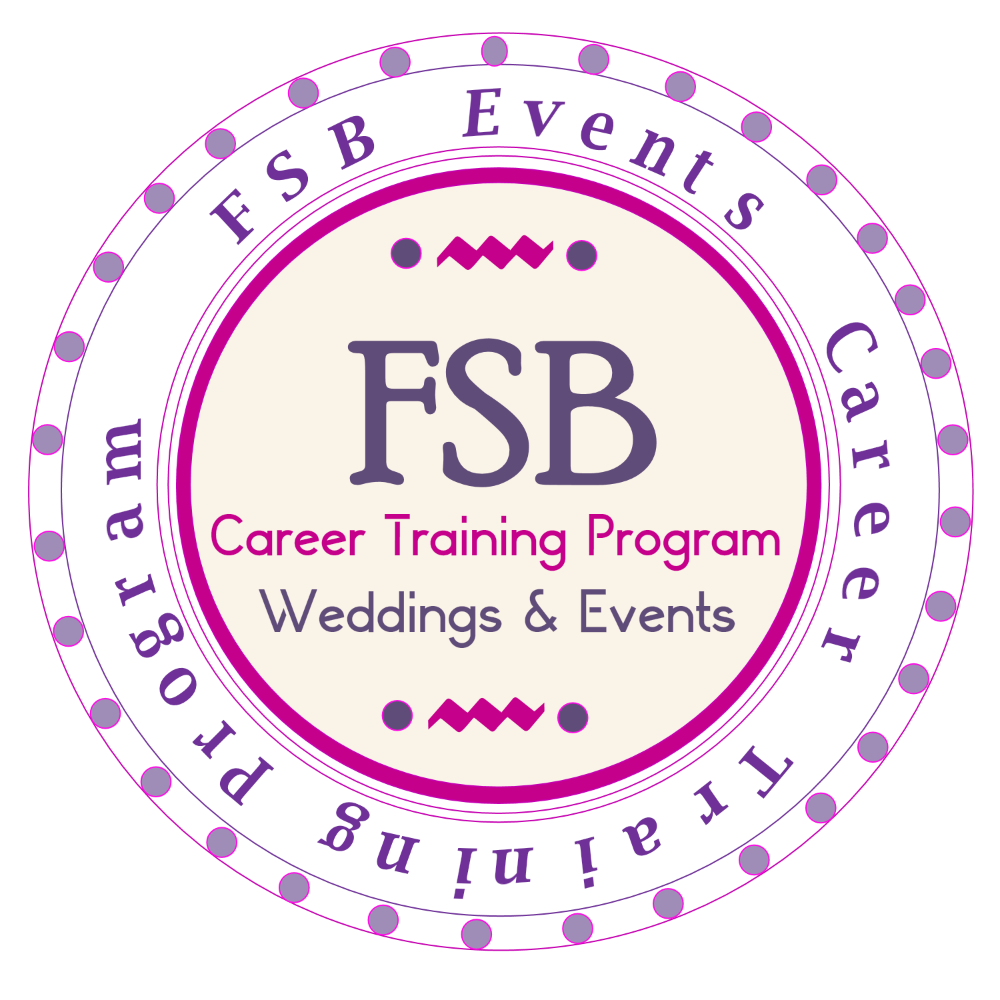 FSB Events Career Training Program
FSB
Career Training Program
Weddings & Events